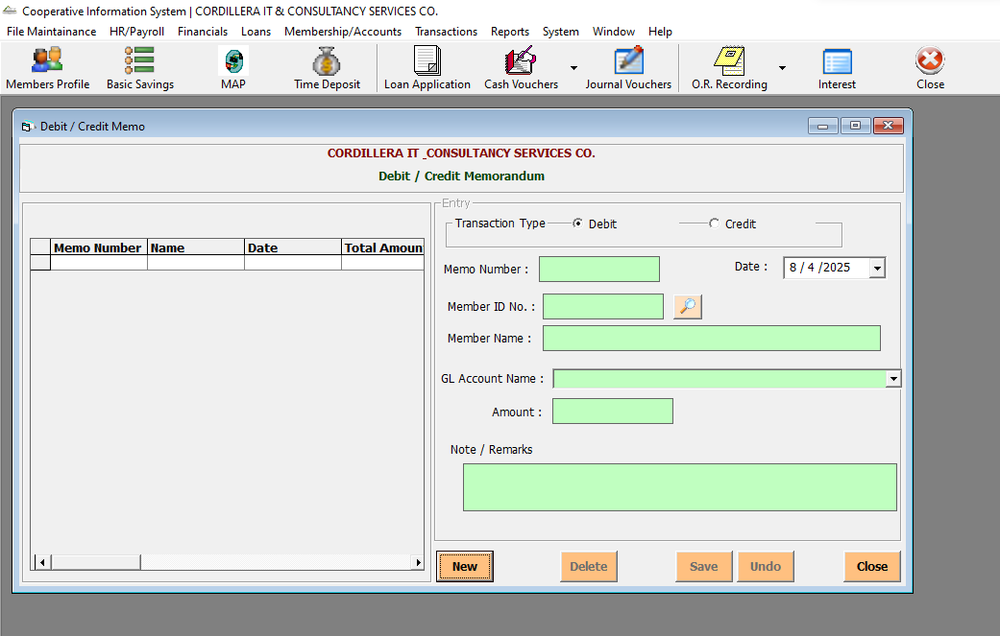 Cooperative Information System | CORDILLERA IT & CONSULTANCY SERVICES CO.
File Maintainance HR/Payroll Financials Loans Membership/Accounts Transactions Reports System Window Help
Members Profile Basic Savings MAP Time Deposit Loan Application Cash Vouchers Journal Vouchers O.R. Recording Interest Close
Debit / Credit Memo
CORDILLERA IT _CONSULTANCY SERVICES CO.
Debit / Credit Memorandum
Entry
Transaction Type Debit Credit
Memo Number Name Date Total Amoun
Memo Number : Date : 8 / 4 /2025
Member ID No. :
Member Name :
GL Account Name :
Amount :
Note / Remarks
New Delete Save Undo Close